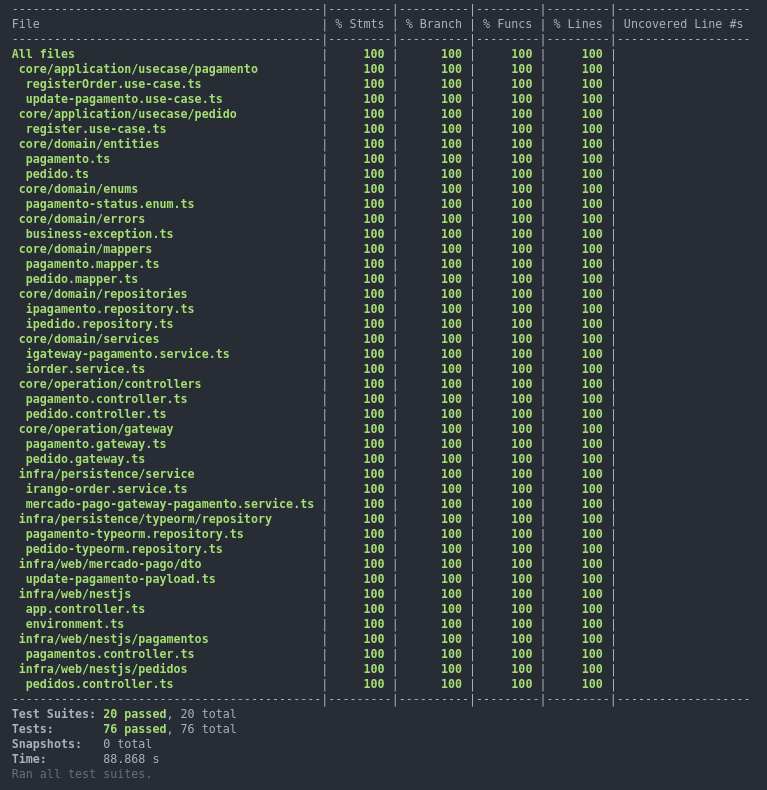 --------------------------------------------|---------|----------|---------|---------|-------------------
File                                        | % Stmts | % Branch | % Funcs | % Lines | Uncovered Line #s
--------------------------------------------|---------|----------|---------|---------|-------------------
All files                                   |     100 |      100 |     100 |     100 |
 core/application/usecase/pagamento         |     100 |      100 |     100 |     100 |
  registerOrder.use-case.ts                 |     100 |      100 |     100 |     100 |
  update-pagamento.use-case.ts              |     100 |      100 |     100 |     100 |
 core/application/usecase/pedido            |     100 |      100 |     100 |     100 |
  register.use-case.ts                      |     100 |      100 |     100 |     100 |
 core/domain/entities                       |     100 |      100 |     100 |     100 |
  pagamento.ts                              |     100 |      100 |     100 |     100 |
  pedido.ts                                 |     100 |      100 |     100 |     100 |
 core/domain/enums                          |     100 |      100 |     100 |     100 |
  pagamento-status.enum.ts                  |     100 |      100 |     100 |     100 |
 core/domain/errors                         |     100 |      100 |     100 |     100 |
  business-exception.ts                     |     100 |      100 |     100 |     100 |
 core/domain/mappers                        |     100 |      100 |     100 |     100 |
  pagamento.mapper.ts                       |     100 |      100 |     100 |     100 |
  pedido.mapper.ts                          |     100 |      100 |     100 |     100 |
 core/domain/repositories                   |     100 |      100 |     100 |     100 |
  ipagamento.repository.ts                  |     100 |      100 |     100 |     100 |
  ipedido.repository.ts                     |     100 |      100 |     100 |     100 |
 core/domain/services                       |     100 |      100 |     100 |     100 |
  igateway-pagamento.service.ts             |     100 |      100 |     100 |     100 |
  iorder.service.ts                         |     100 |      100 |     100 |     100 |
 core/operation/controllers                 |     100 |      100 |     100 |     100 |
  pagamento.controller.ts                   |     100 |      100 |     100 |     100 |
  pedido.controller.ts                      |     100 |      100 |     100 |     100 |
 core/operation/gateway                     |     100 |      100 |     100 |     100 |
  pagamento.gateway.ts                      |     100 |      100 |     100 |     100 |
  pedido.gateway.ts                         |     100 |      100 |     100 |     100 |
 infra/persistence/service                  |     100 |      100 |     100 |     100 |
  irango-order.service.ts                   |     100 |      100 |     100 |     100 |
  mercado-pago-gateway-pagamento.service.ts |     100 |      100 |     100 |     100 |
 infra/persistence/typeorm/repository       |     100 |      100 |     100 |     100 |
  pagamento-typeorm.repository.ts           |     100 |      100 |     100 |     100 |
  pedido-typeorm.repository.ts              |     100 |      100 |     100 |     100 |
 infra/web/mercado-pago/dto                 |     100 |      100 |     100 |     100 |
  update-pagamento-payload.ts               |     100 |      100 |     100 |     100 |
 infra/web/nestjs                           |     100 |      100 |     100 |     100 |
  app.controller.ts                         |     100 |      100 |     100 |     100 |
  environment.ts                            |     100 |      100 |     100 |     100 |
 infra/web/nestjs/pagamentos                |     100 |      100 |     100 |     100 |
  pagamentos.controller.ts                  |     100 |      100 |     100 |     100 |
 infra/web/nestjs/pedidos                   |     100 |      100 |     100 |     100 |
  pedidos.controller.ts                     |     100 |      100 |     100 |     100 |
--------------------------------------------|---------|----------|---------|---------|-------------------
Test Suites: 20 passed, 20 total
Tests:       76 passed, 76 total
Snapshots:   0 total
Time:        88.868 s
Ran all test suites.